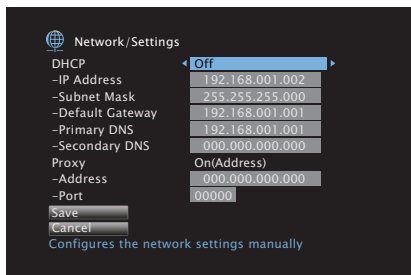 Network/Settings
DHCP Off
–IP Address 192.168.001.002
–Subnet Mask 255.255.255.000
–Default Gateway 192.168.001.001
–Primary DNS 192.168.001.001
–Secondary DNS 000.000.000.000
Proxy On(Address)
–Address 000.000.000.000
–Port 00000
Save
Cancel
Configures the network settings manually